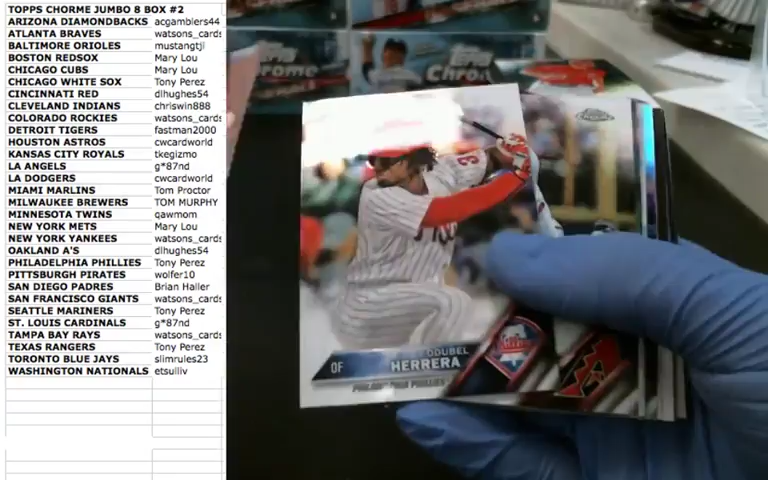 TOPPS CHORME JUMBO 8 BOX #2
ARIZONA DIAMONDBACKS acgamblers44
ATLANTA BRAVES watsons_cards
BALTIMORE ORIOLES mustangtjl
BOSTON REDSOX Mary Lou
CHICAGO CUBS Mary Lou
CHICAGO WHITE SOX Tony Perez
CINCINNATI RED dlhughes54
CLEVELAND INDIANS chriswin888
COLORADO ROCKIES watsons_cards
DETROIT TIGERS fastman2000
HOUSTON ASTROS cwcardworld
KANSAS CITY ROYALS tkegizmo
LA ANGELS g*87nd
LA DODGERS cwcardworld
MIAMI MARLINS Tom Proctor
MILWAUKEE BREWERS TOM MURPHY
MINNESOTA TWINS qawmom
NEW YORK METS Mary Lou
NEW YORK YANKEES watsons_cards
OAKLAND A'S dlhughes54
PHILADELPHIA PHILLIES Tony Perez
PITTSBURGH PIRATES wolfer10
SAN DIEGO PADRES Brian Haller
SAN FRANCISCO GIANTS watsons_cards
SEATTLE MARINERS Tony Perez
ST. LOUIS CARDINALS g*87nd
TAMPA BAY RAYS watsons_cards
TEXAS RANGERS Tony Perez
TORONTO BLUE JAYS slimrules23
WASHINGTON NATIONALS etsulliv
Topps
Chrome
Topps
Chro
OF
ODUBEL
HERRERA
PHILADELPHIA PHILLIES